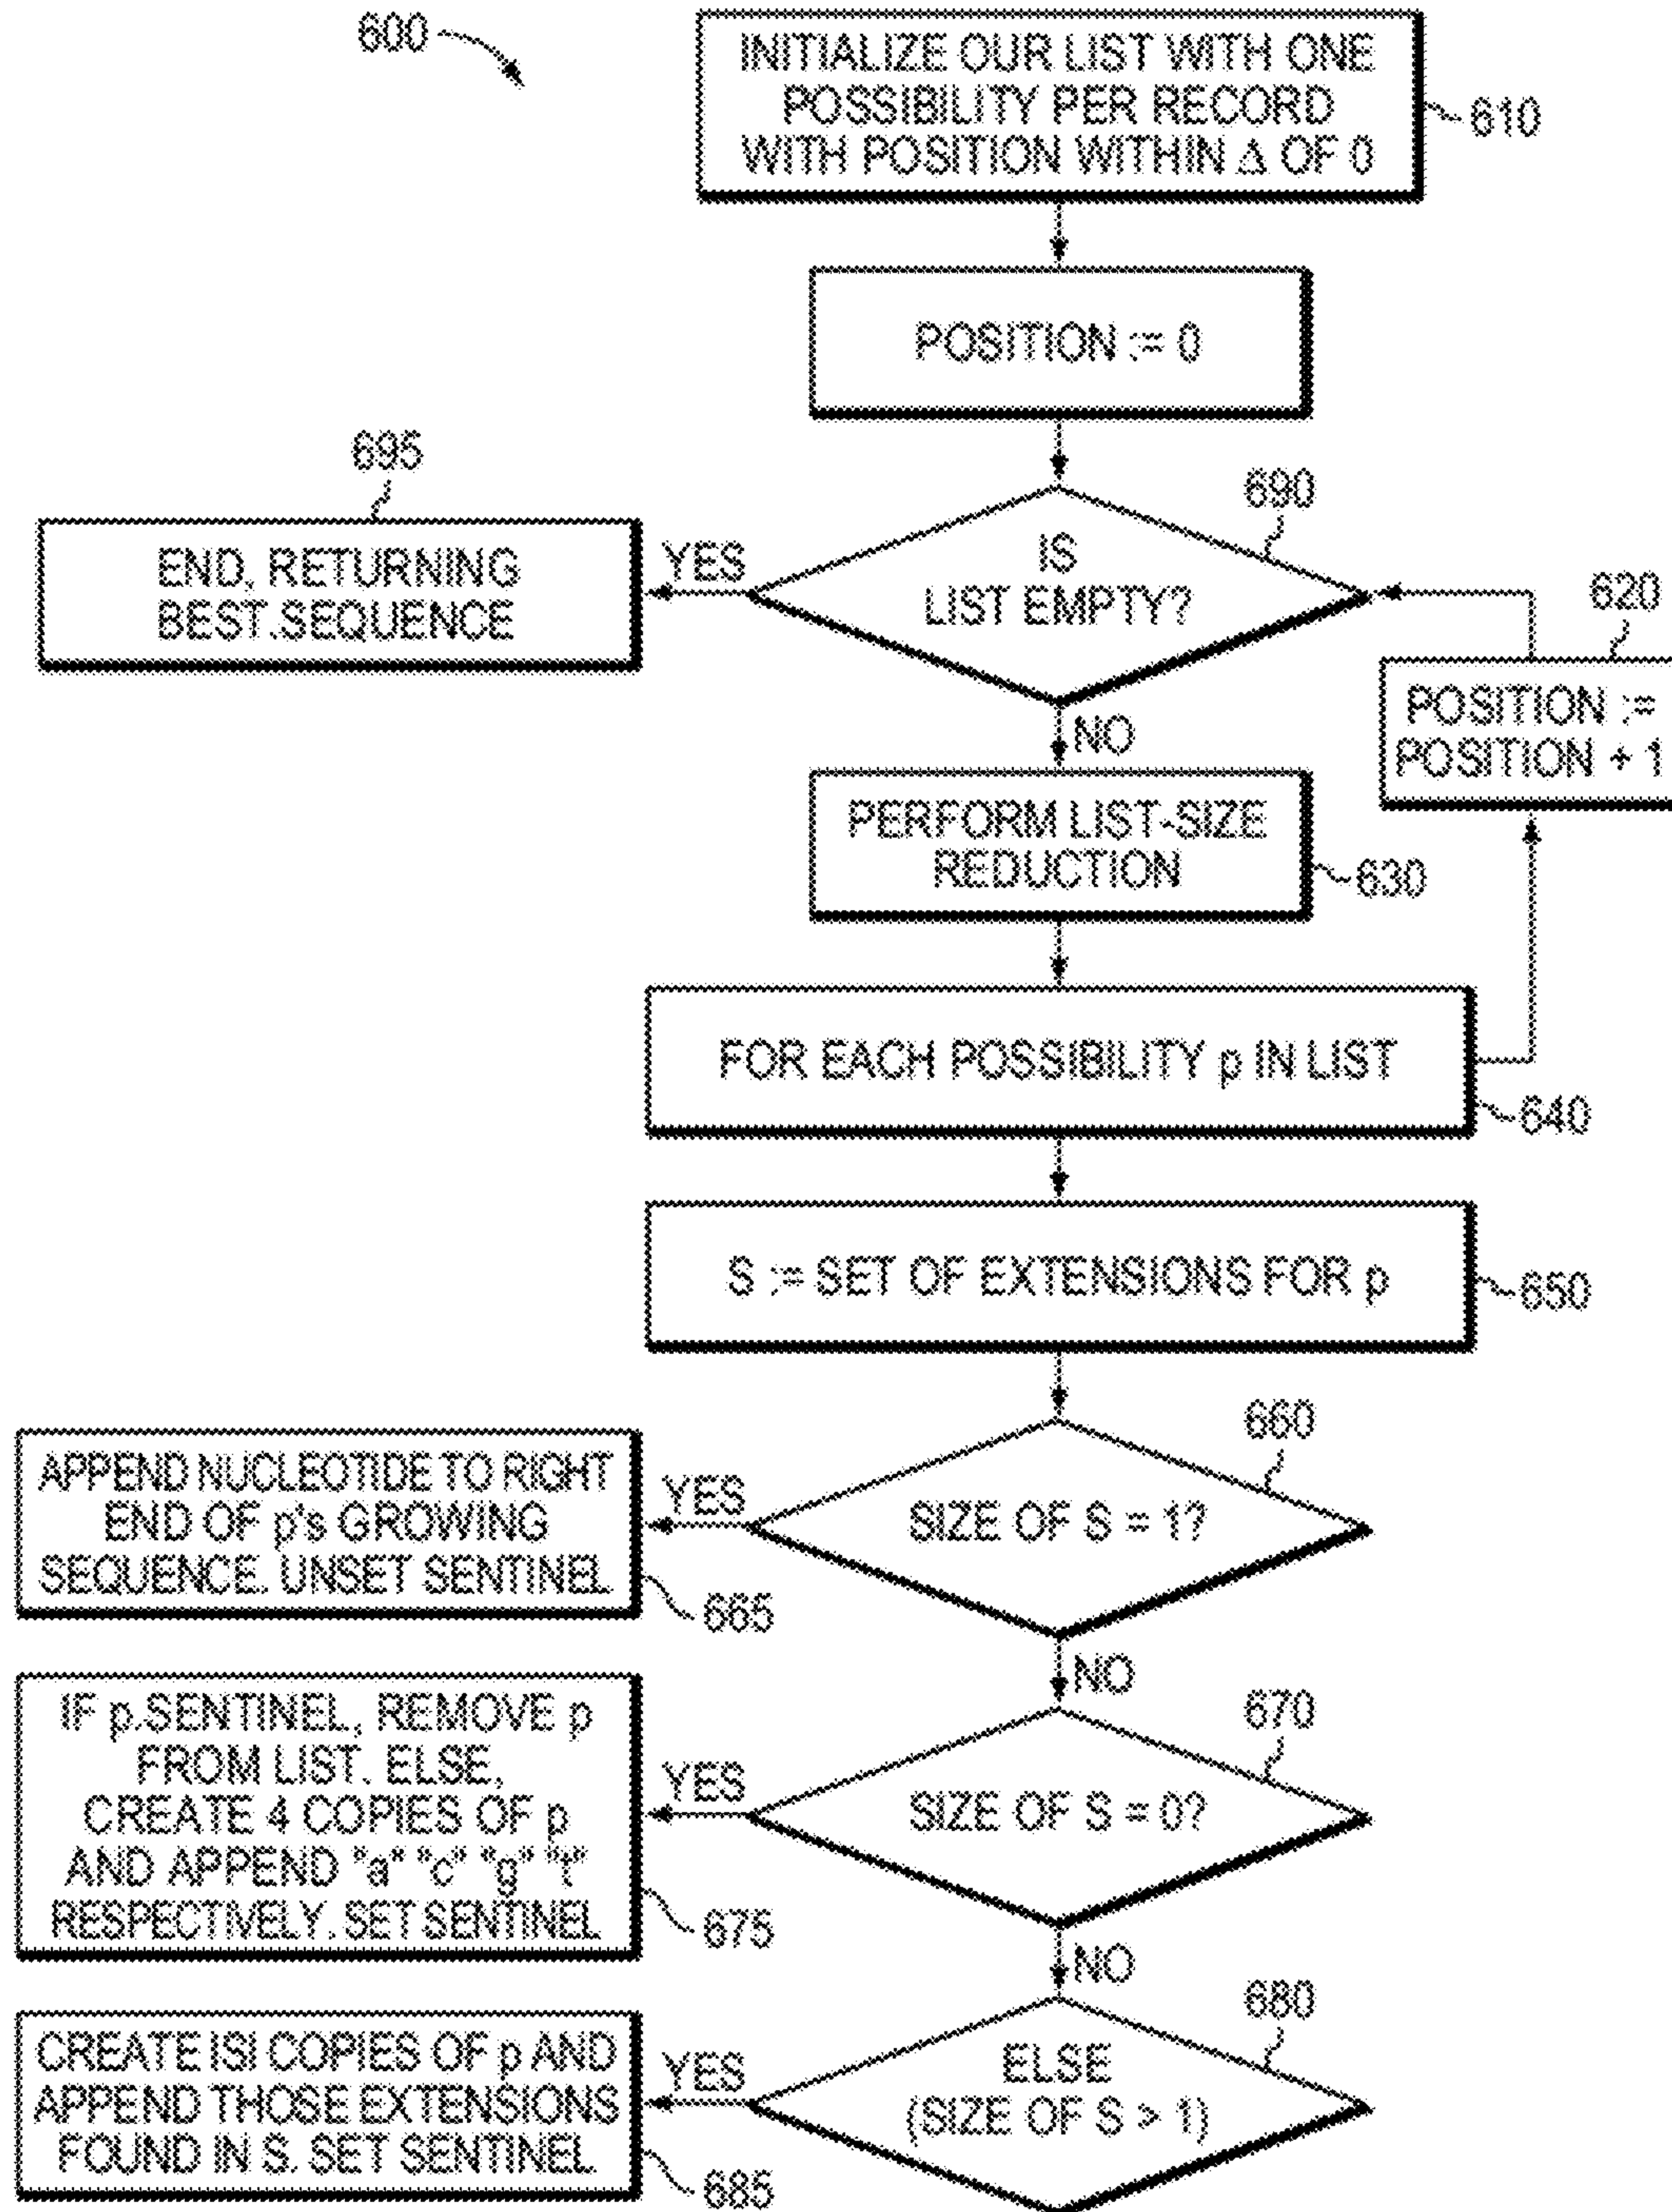 600
INITIALIZE OUR LIST WITH ONE
POSSIBILITY PER RECORD
WITH POSITION WITHIN Δ OF 0
610
POSITION := 0
695
690
END, RETURNING
BEST.SEQUENCE
YES
IS
LIST EMPTY?
620
POSITION :=
POSITION + 1
NO
PERFORM LIST-SIZE
REDUCTION
630
FOR EACH POSSIBILITY p IN LIST
640
S := SET OF EXTENSIONS FOR p
650
660
APPEND NUCLEOTIDE TO RIGHT
END OF p's GROWING
SEQUENCE. UNSET SENTINEL
YES
SIZE OF S = 1?
665
NO
670
IF p.SENTINEL, REMOVE p
FROM LIST. ELSE,
CREATE 4 COPIES OF p
AND APPEND "a" "c" "g" "t"
RESPECTIVELY. SET SENTINEL
YES
SIZE OF S = 0?
675
NO
680
CREATE ISI COPIES OF p AND
APPEND THOSE EXTENSIONS
FOUND IN S. SET SENTINEL
YES
ELSE
(SIZE OF S > 1)
685